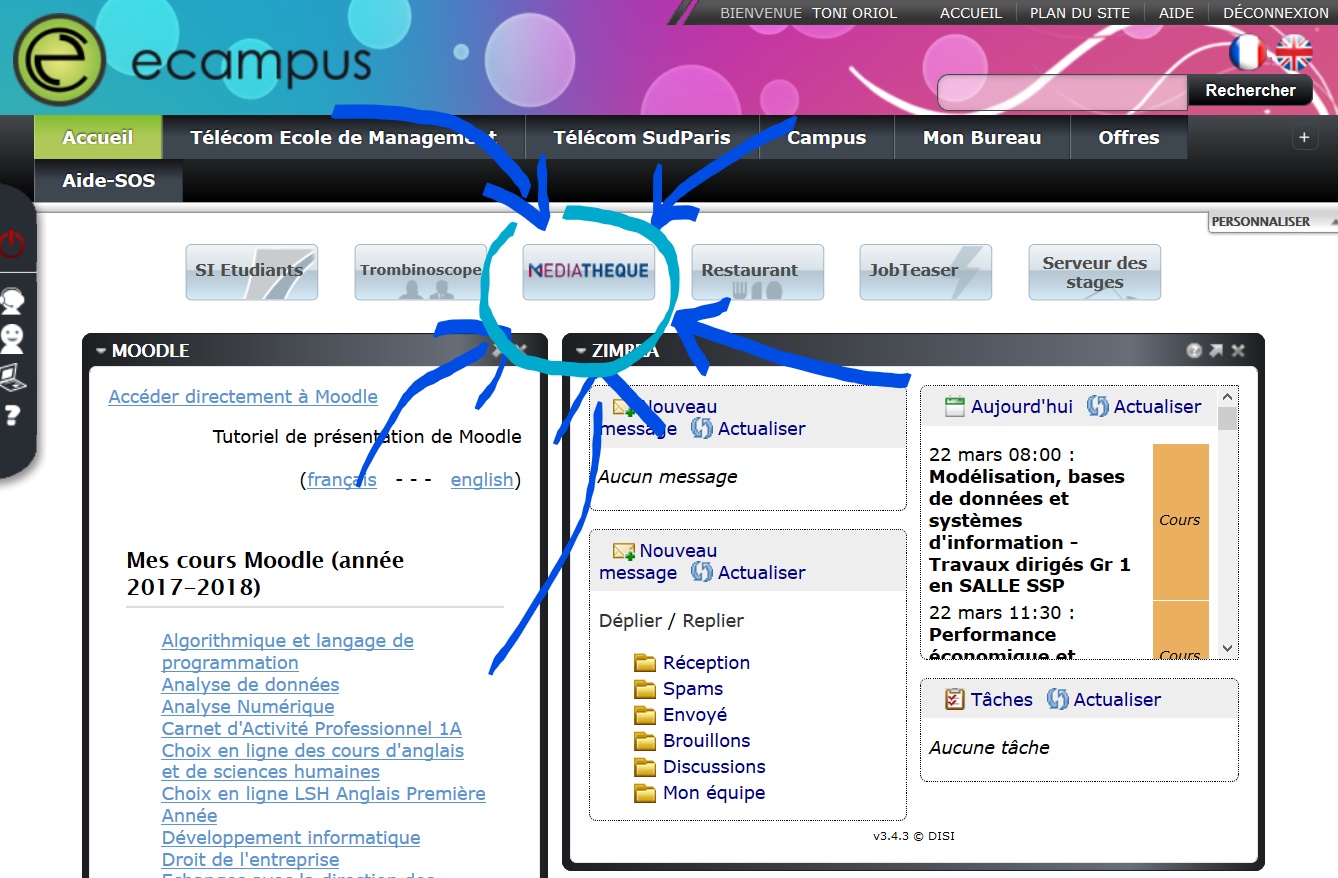 BIENVENUE TONI ORIOL ACCUEIL PLAN DU SITE AIDE DÉCONNEXION
ecampus
Rechercher
Accueil Télécom Ecole de Management Télécom SudParis Campus Mon Bureau Offres +
Aide-SOS
PERSONNALISER
SI Etudiants Trombinoscope MEDIATHEQUE Restaurant JobTeaser Serveur des
stages
MOODLE
Accéder directement à Moodle
Tutoriel de présentation de Moodle
(français - - - english)
Mes cours Moodle (année
2017-2018)
Algorithmique et langage de
programmation
Analyse de données
Analyse Numérique
Carnet d'Activité Professionnel 1A
Choix en ligne des cours d'anglais
et de sciences humaines
Choix en ligne LSH Anglais Première
Année
Développement informatique
Droit de l'entreprise
Echanges avec la direction des
ZIMBRA
Nouveau
message Actualiser
Aucun message
Nouveau
message Actualiser
Déplier / Replier
Réception
Spams
Envoyé
Brouillons
Discussions
Mon équipe
Aujourd'hui Actualiser
22 mars 08:00 :
Modélisation, bases
de données et
systèmes
d'information -
Travaux dirigés Gr 1
en SALLE SSP
Cours
22 mars 11:30 :
Performance
économique et
Cours
Tâches Actualiser
Aucune tâche
v3.4.3 © DISI